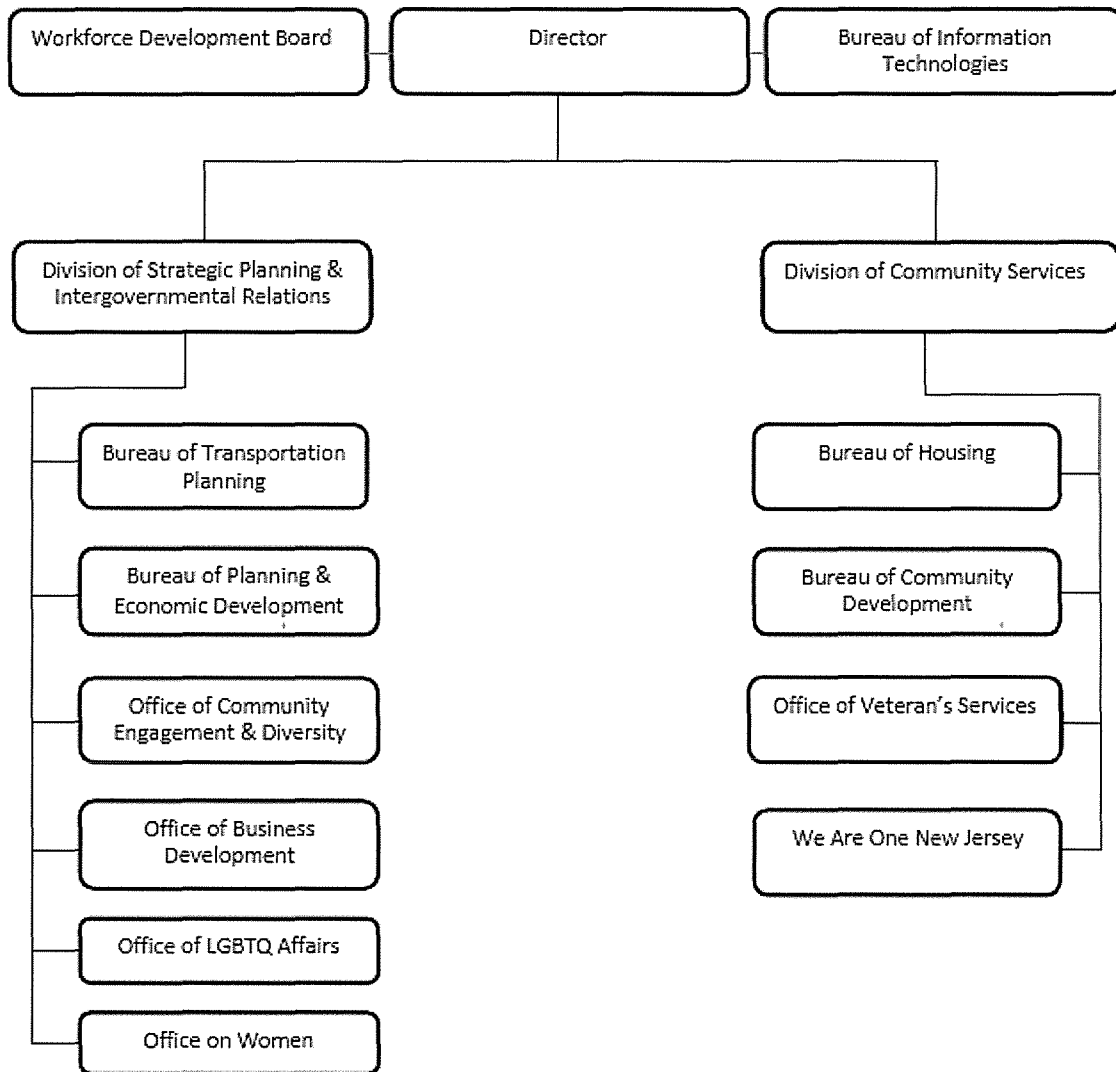 Workforce Development Board
Director
Bureau of Information
Technologies
Division of Strategic Planning &
Intergovernmental Relations
Division of Community Services
Bureau of Transportation
Planning
Bureau of Planning &
Economic Development
Office of Community
Engagement & Diversity
Office of Business
Development
Office of LGBTQ Affairs
Office on Women
Bureau of Housing
Bureau of Community
Development
Office of Veteran's Services
We Are One New Jersey